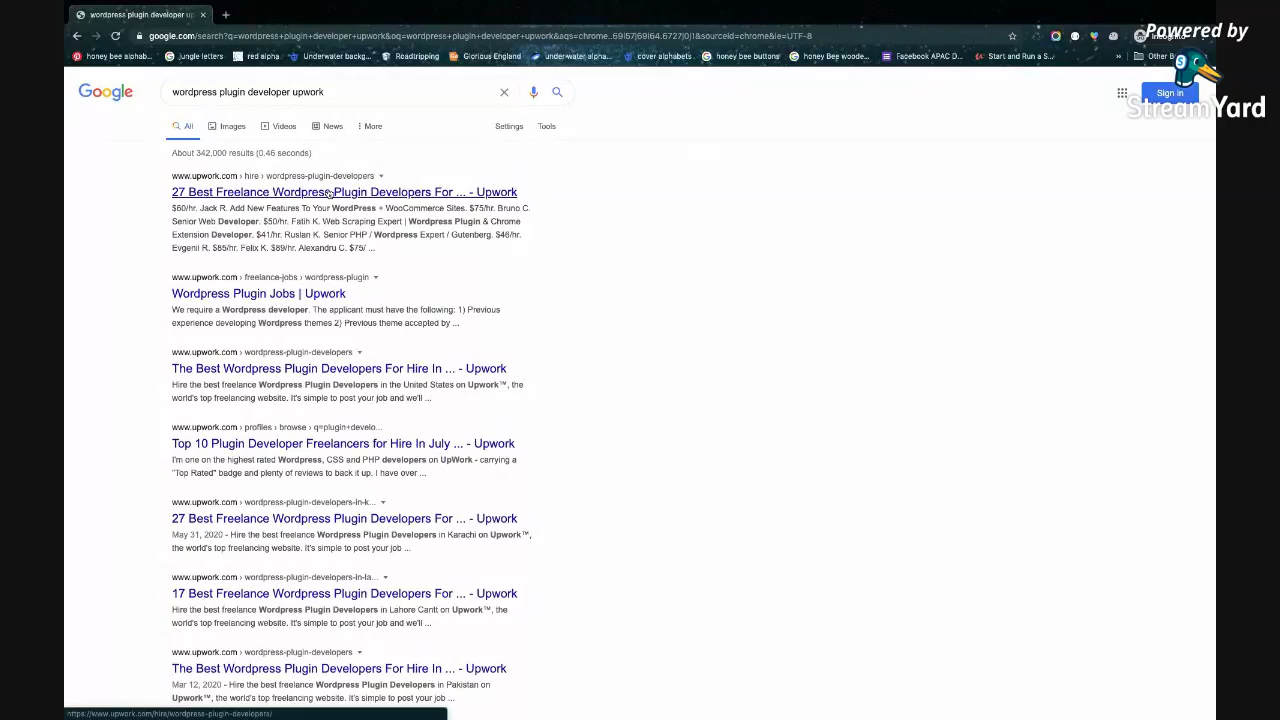 wordpress plugin developer up
Powered by
google.com/search?q=wordpress+plugin+developer+upwork&oq=wordpress+plugin+developer+upwork&aqs=chrome..69i57j69i64.6727j0j1&sourceid=chrome&ie=UTF-8
honey bee alphab...
jungle letters
red alpha
Underwater backg...
Roadtripping
Glorious England
under water alpha...
cover alphabets
honey bee buttons
honey Bee woode...
Facebook APAC D...
Start and Run a S...
»
Other
StreamYard
Google
wordpress plugin developer upwork
Sign in
All
Images
Videos
News
More
Settings
Tools
About 342,000 results (0.46 seconds)
www.upwork.com › hire › wordpress-plugin-developers
27 Best Freelance Wordpress Plugin Developers For ... - Upwork
$60/hr. Jack R. Add New Features To Your WordPress + WooCommerce Sites. $75/hr. Bruno C.
Senior Web Developer. $50/hr. Fatih K. Web Scraping Expert | Wordpress Plugin & Chrome
Extension Developer. $41/hr. Ruslan K. Senior PHP / Wordpress Expert / Gutenberg. $46/hr.
Evgenii R. $85/hr. Felix K. $89/hr. Alexandru C. $75/ ...
www.upwork.com › freelance-jobs › wordpress-plugin
Wordpress Plugin Jobs | Upwork
We require a Wordpress developer. The applicant must have the following: 1) Previous
experience developing Wordpress themes 2) Previous theme accepted by ...
www.upwork.com › wordpress-plugin-developers
The Best Wordpress Plugin Developers For Hire In ... - Upwork
Hire the best freelance Wordpress Plugin Developers in the United States on Upwork™, the
world's top freelancing website. It's simple to post your job and we'll ...
www.upwork.com › profiles › browse › q=plugin+develo...
Top 10 Plugin Developer Freelancers for Hire In July ... - Upwork
I'm one on the highest rated Wordpress, CSS and PHP developers on UpWork - carrying a
"Top Rated" badge and plenty of reviews to back it up. I have over ...
www.upwork.com › wordpress-plugin-developers-in-k...
27 Best Freelance Wordpress Plugin Developers For ... - Upwork
May 31, 2020 - Hire the best freelance Wordpress Plugin Developers in Karachi on Upwork™,
the world's top freelancing website. It's simple to post your job ...
www.upwork.com › wordpress-plugin-developers-in-la...
17 Best Freelance Wordpress Plugin Developers For ... - Upwork
Hire the best freelance Wordpress Plugin Developers in Lahore Cantt on Upwork™, the
world's top freelancing website. It's simple to post your job and we'll ...
www.upwork.com › wordpress-plugin-developers
The Best Wordpress Plugin Developers For Hire In ... - Upwork
Mar 12, 2020 - Hire the best freelance Wordpress Plugin Developers in Pakistan on
Upwork™, the world's top freelancing website. It's simple to post your job ...
https://www.upwork.com/hire/wordpress-plugin-developers/